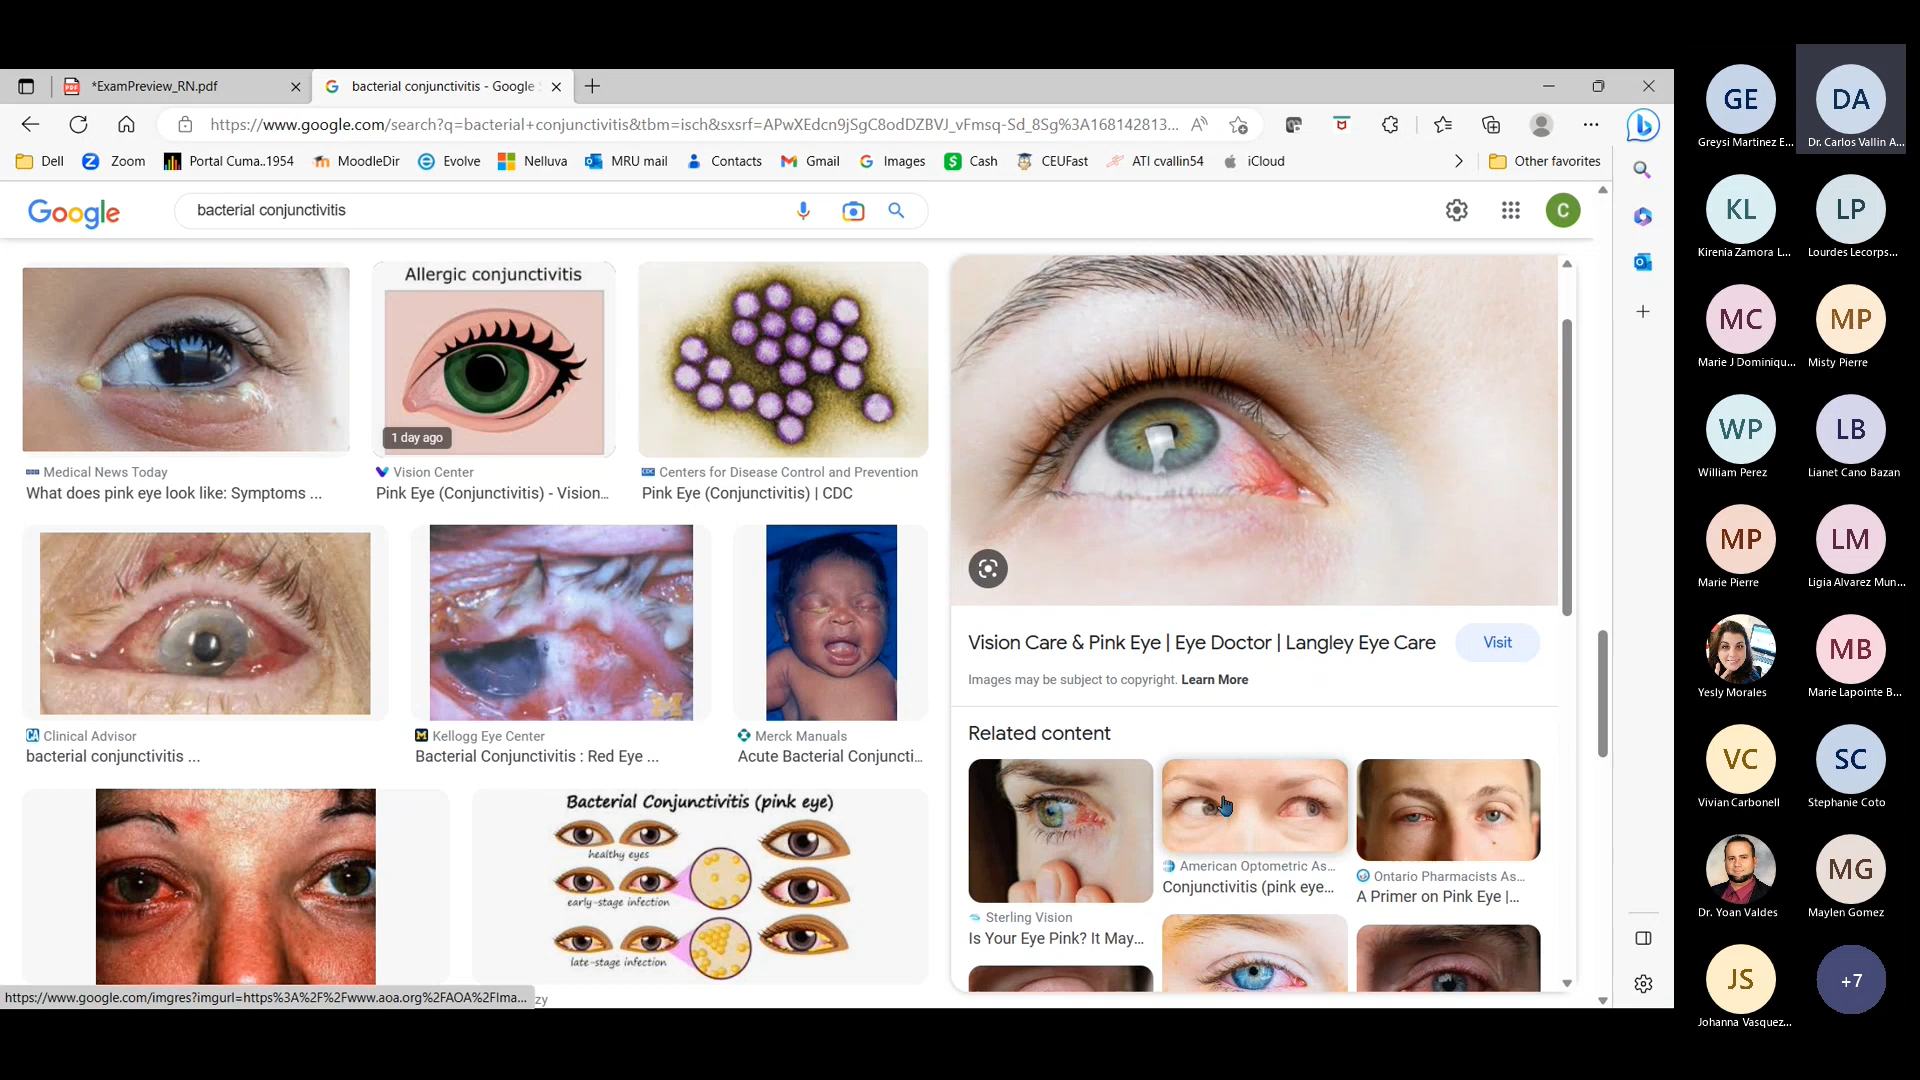 *ExamPreview_RN.pdf
bacterial conjunctivitis - Google
https://www.google.com/search?q=bacterial+conjunctivitis&tbm=isch&sxsrf=APwXEdcn9jSgC8odDZBVJ_vFmsq-Sd_8Sg%3A168142813...
Dell
Zoom
Portal Cuma..1954
MoodleDir
Evolve
Nelluva
MRU mail
Contacts
Gmail
Images
Cash
CEUFast
ATI cvallin54
iCloud
Other favorites
Google
bacterial conjunctivitis
C
Allergic conjunctivitis
1 day ago
Medical News Today
What does pink eye look like: Symptoms ...
Vision Center
Pink Eye (Conjunctivitis) - Vision...
Centers for Disease Control and Prevention
Pink Eye (Conjunctivitis) | CDC
Clinical Advisor
bacterial conjunctivitis ...
Kellogg Eye Center
Bacterial Conjunctivitis : Red Eye ...
Merck Manuals
Acute Bacterial Conjuncti...
Bacterial Conjunctivitis (pink eye)
healthy eyes
early-stage infection
late-stage infection
Vision Care & Pink Eye | Eye Doctor | Langley Eye Care
Visit
Images may be subject to copyright. Learn More
Related content
Sterling Vision
Is Your Eye Pink? It May...
American Optometric As...
Conjunctivitis (pink eye...
Ontario Pharmacists As...
A Primer on Pink Eye |...
https://www.google.com/imgres?imgurl=https%3A%2F%2Fwww.aoa.org%2FAOA%2FIma...
zy
GE
Greysi Martinez E...
DA
Dr. Carlos Vallin A...
KL
Kirenia Zamora L...
LP
Lourdes Lecorps...
MC
Marie J Dominiqu...
MP
Misty Pierre
WP
William Perez
LB
Lianet Cano Bazan
MP
Marie Pierre
LM
Ligia Alvarez Mun...
Yesly Morales
MB
Marie Lapointe B...
VC
Vivian Carbonell
SC
Stephanie Coto
Dr. Yoan Valdes
MG
Maylen Gomez
JS
Johanna Vasquez...
+7